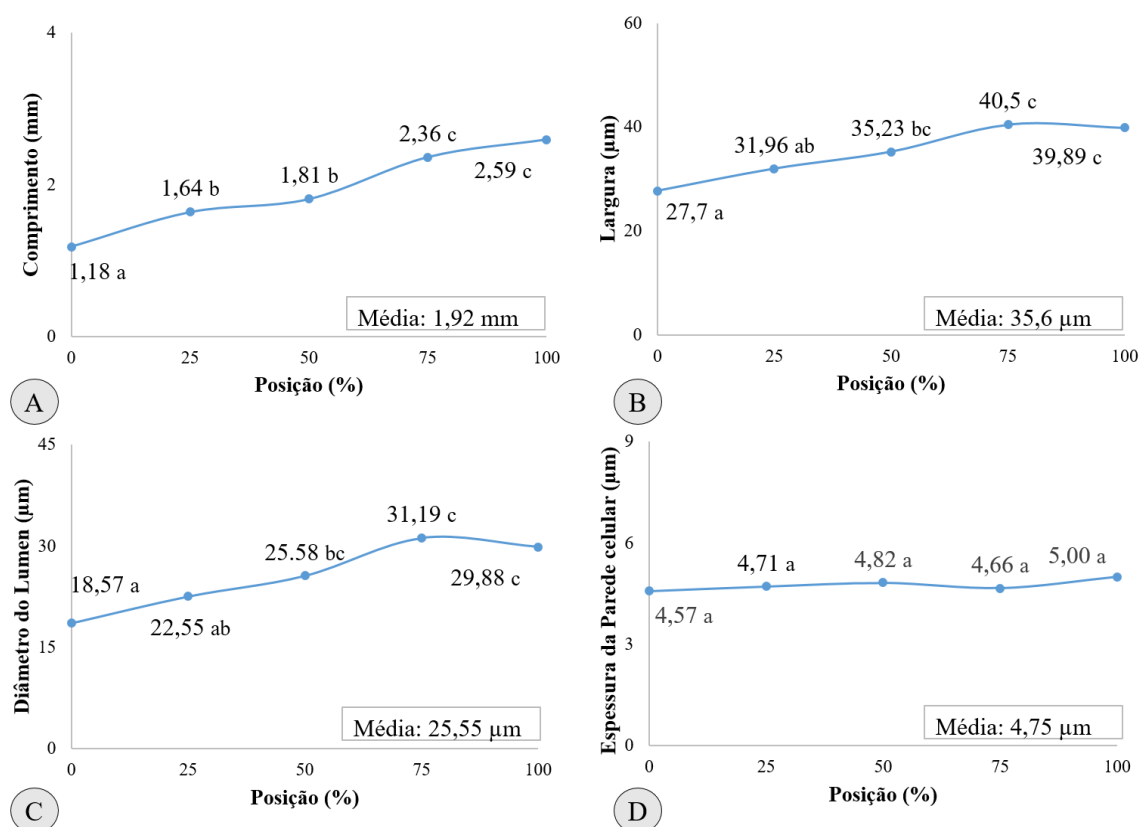 Comprimento (mm)
4
2
0
1,18 a
1,64 b
1,81 b
2,36 c
2,59 c
Média: 1,92 mm
0 25 50 75 100
Posição (%)
A
Largura (µm)
60
40
20
0
27,7 a
31,96 ab
35,23 bc
40,5 c
39,89 c
Média: 35,6 µm
0 25 50 75 100
Posição (%)
B
Diâmetro do Lumen (µm)
45
30
15
0
18,57 a
22,55 ab
25.58 bc
31,19 c
29,88 c
Média: 25,55 µm
0 25 50 75 100
Posição (%)
C
Espessura da Parede celular (µm)
9
6
3
0
4,57 a
4,71 a
4,82 a
4,66 a
5,00 a
Média: 4,75 µm
0 25 50 75 100
Posição (%)
D